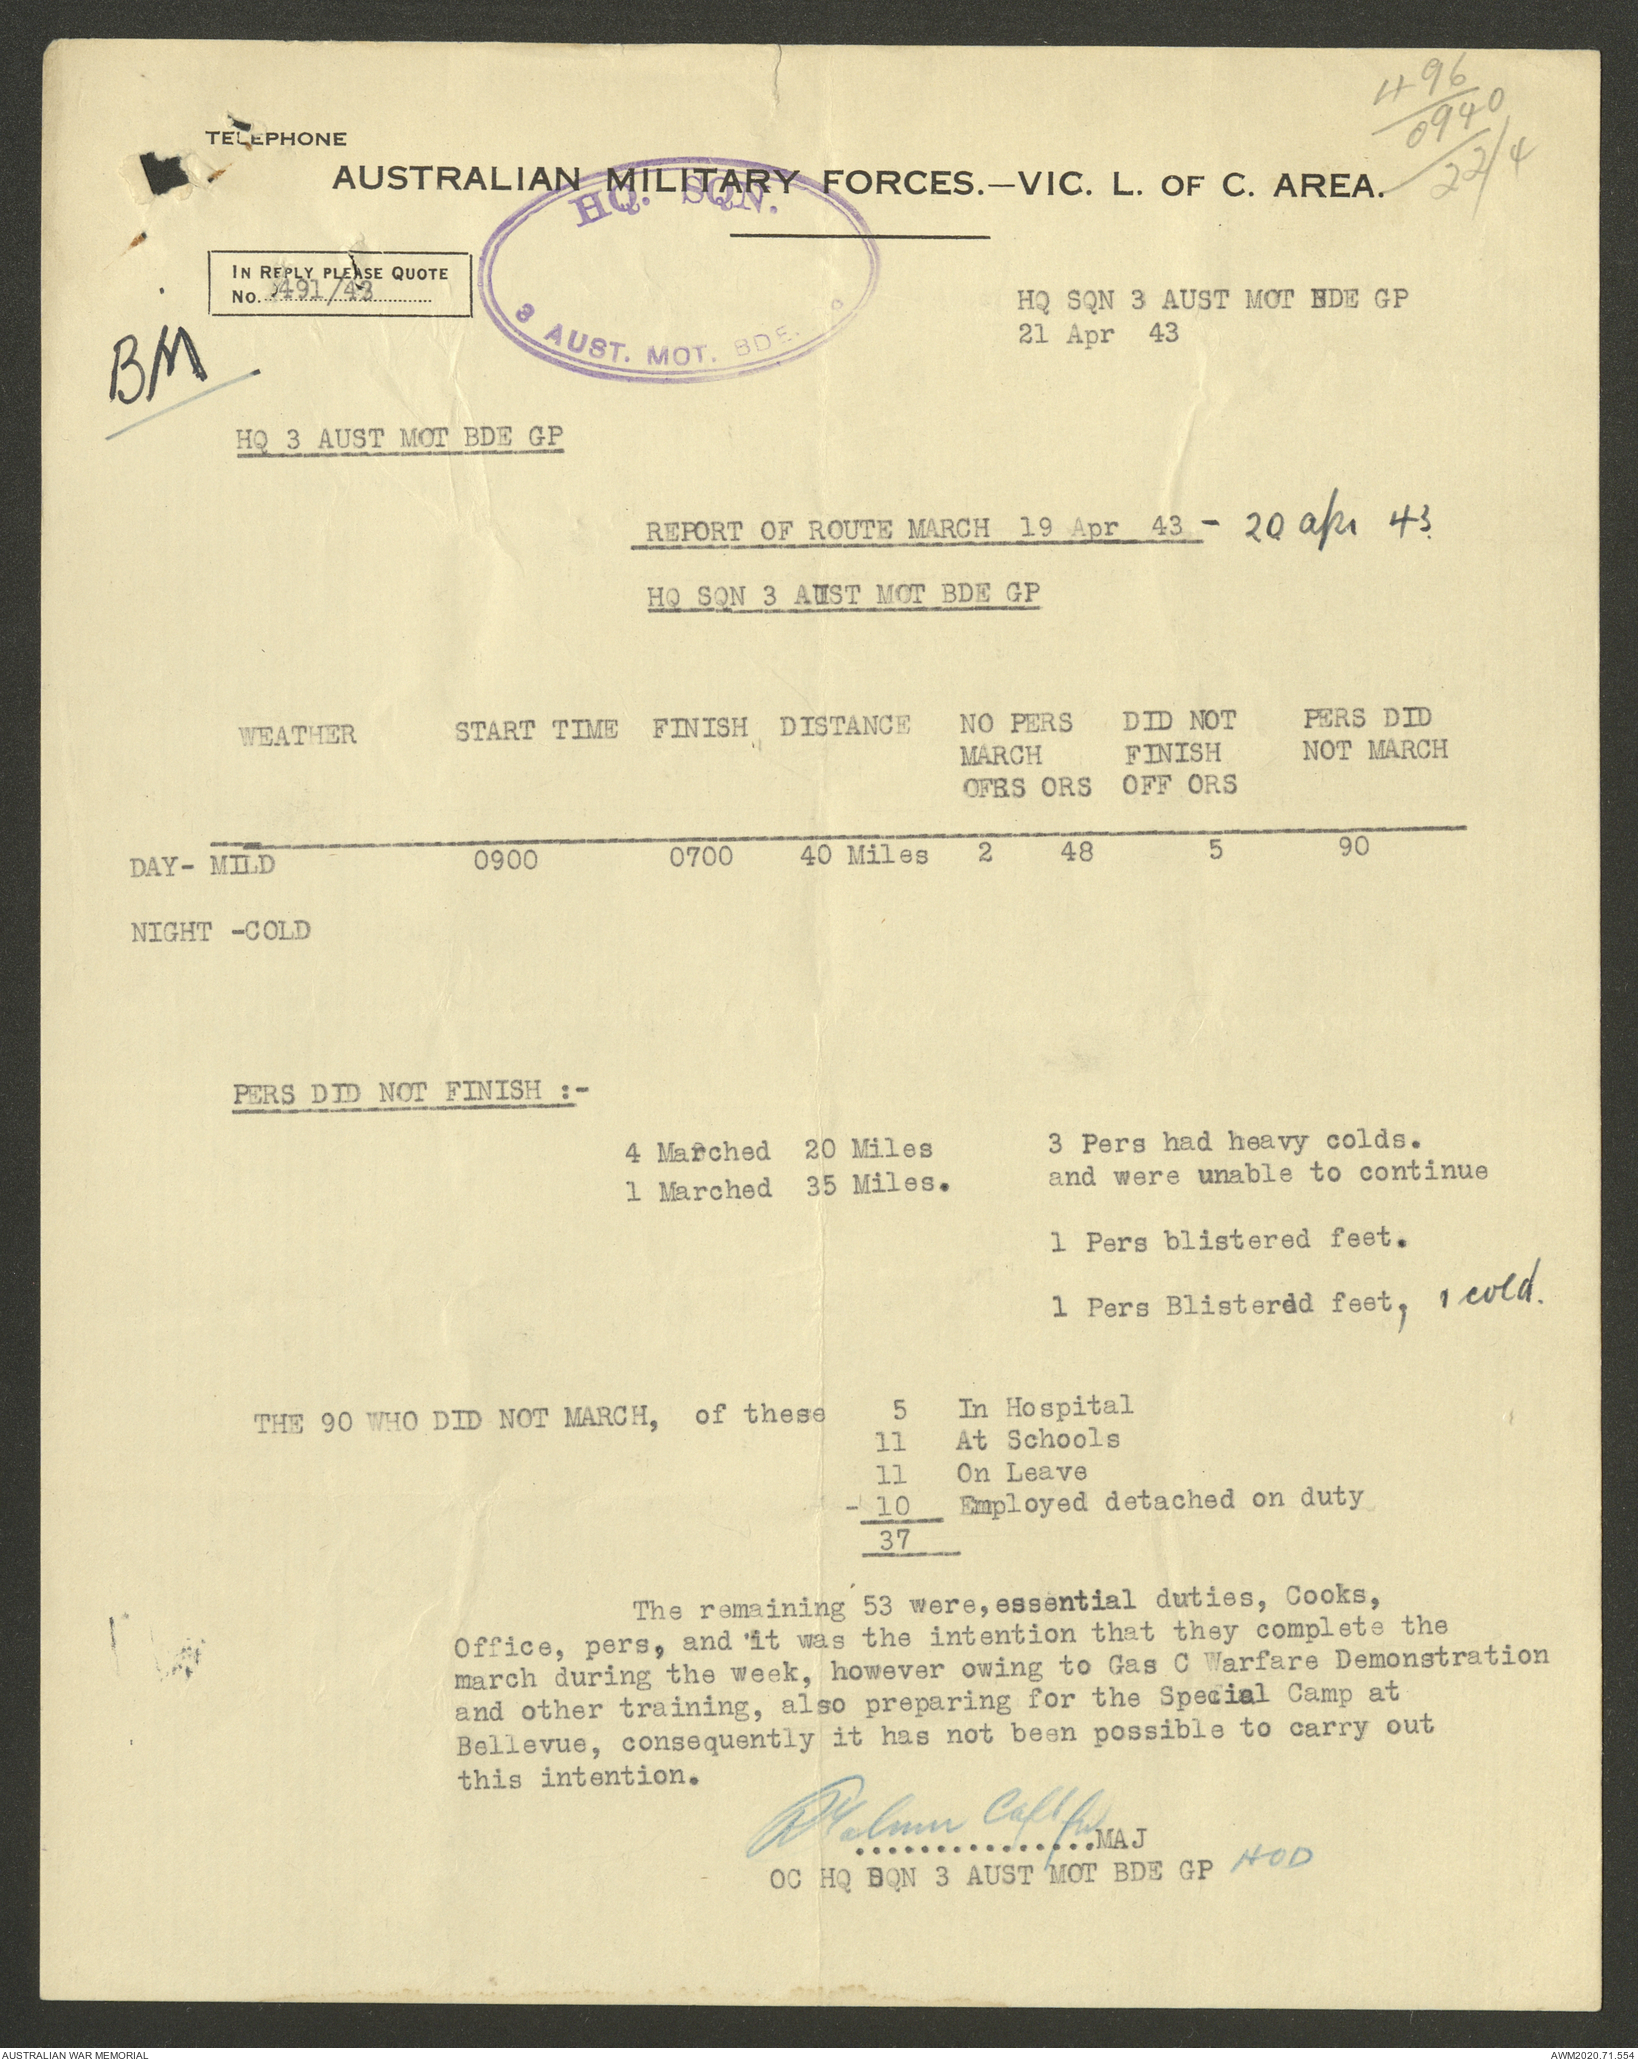 496
0940
22/4
TELEPHONE
AUSTRALIAN MILITARY FORCES.—VIC. L. OF C. AREA.
HQ. SQN.
3 AUST. MOT. BDE.
IN REPLY PLEASE QUOTE
No. 491/43
HQ SQN 3 AUST MOT BDE GP
21 Apr 43
BM
HQ 3 AUST MOT BDE GP
REPORT OF ROUTE MARCH 19 Apr 43 - 20 apr 43
HQ SQN 3 AUST MOT BDE GP
WEATHER START TIME FINISH DISTANCE NO PERS DID NOT PERS DID
MARCH FINISH NOT MARCH
OFRS ORS OFF ORS
DAY- MILD 0900 0700 40 Miles 2 48 5 90
NIGHT -COLD
PERS DID NOT FINISH :-
4 Marched 20 Miles 3 Pers had heavy colds.
1 Marched 35 Miles. and were unable to continue
1 Pers blistered feet.
1 Pers Blistered feet, 1 cold.
THE 90 WHO DID NOT MARCH, of these 5 In Hospital
11 At Schools
11 On Leave
- 10 Employed detached on duty
37
The remaining 53 were, essential duties, Cooks,
Office, pers, and it was the intention that they complete the
march during the week, however owing to Gas C Warfare Demonstration
and other training, also preparing for the Special Camp at
Bellevue, consequently it has not been possible to carry out
this intention.
...............MAJ
OC HQ SQN 3 AUST MOT BDE GP
AUSTRALIAN WAR MEMORIAL
AWM2020.71.554